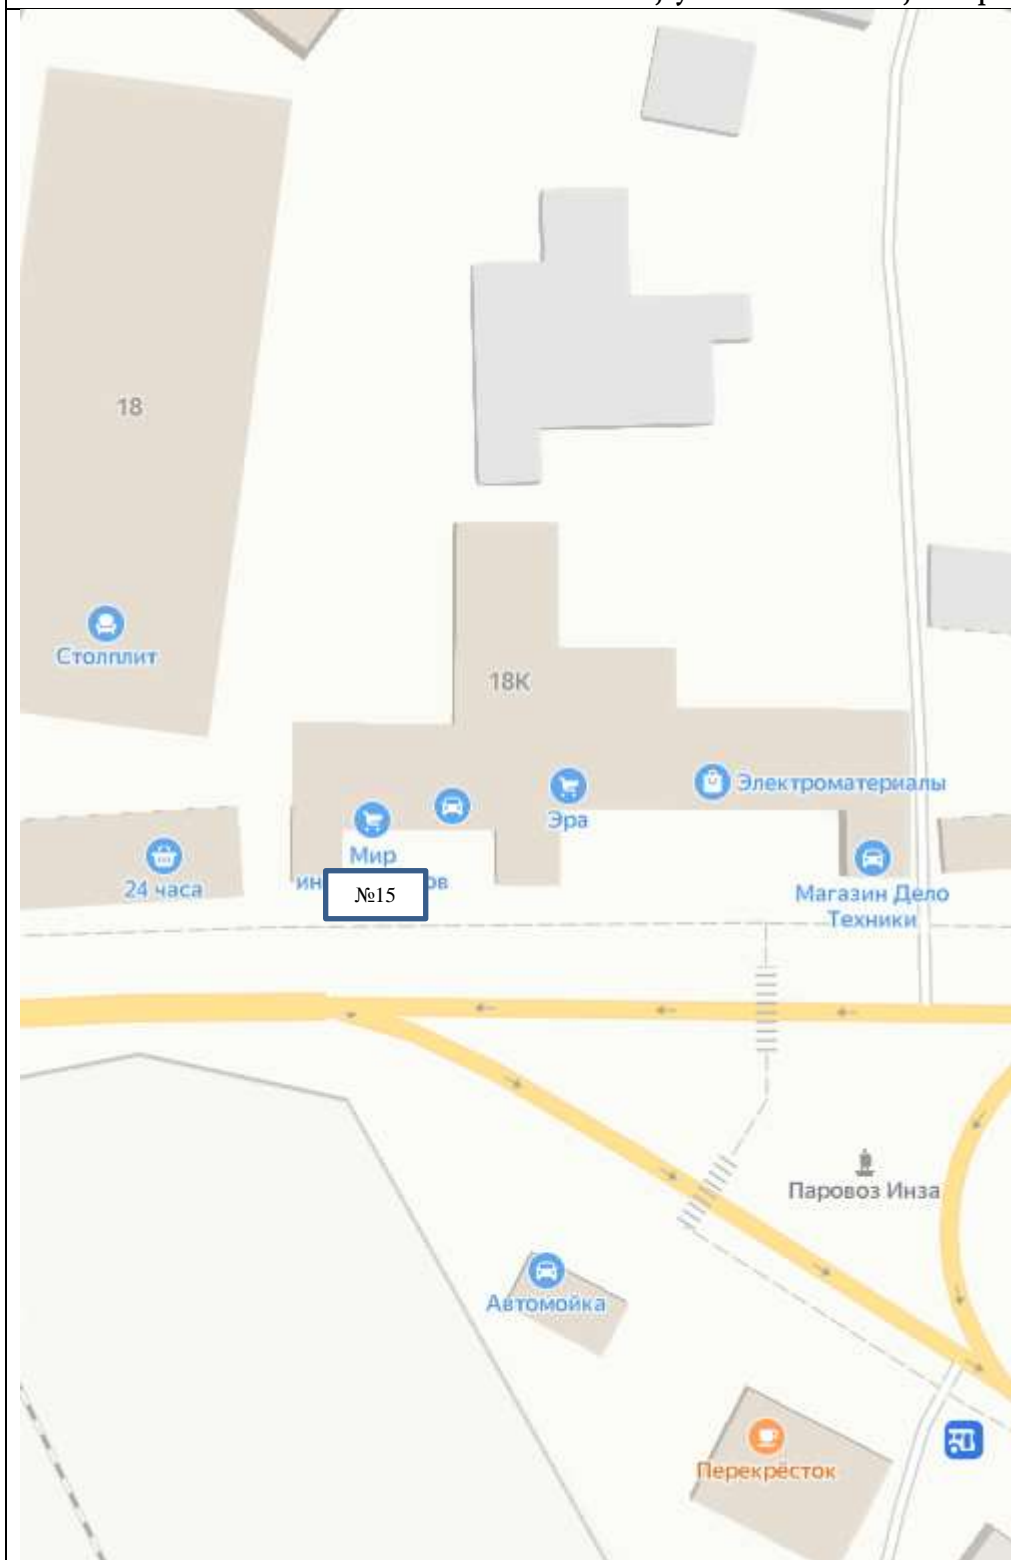 18
Столплит
18К
Электроматериалы
Эра
Мир
24 часа
№15
Магазин Дело
Техники
Паровоз Инза
Автомойка
Перекрёсток